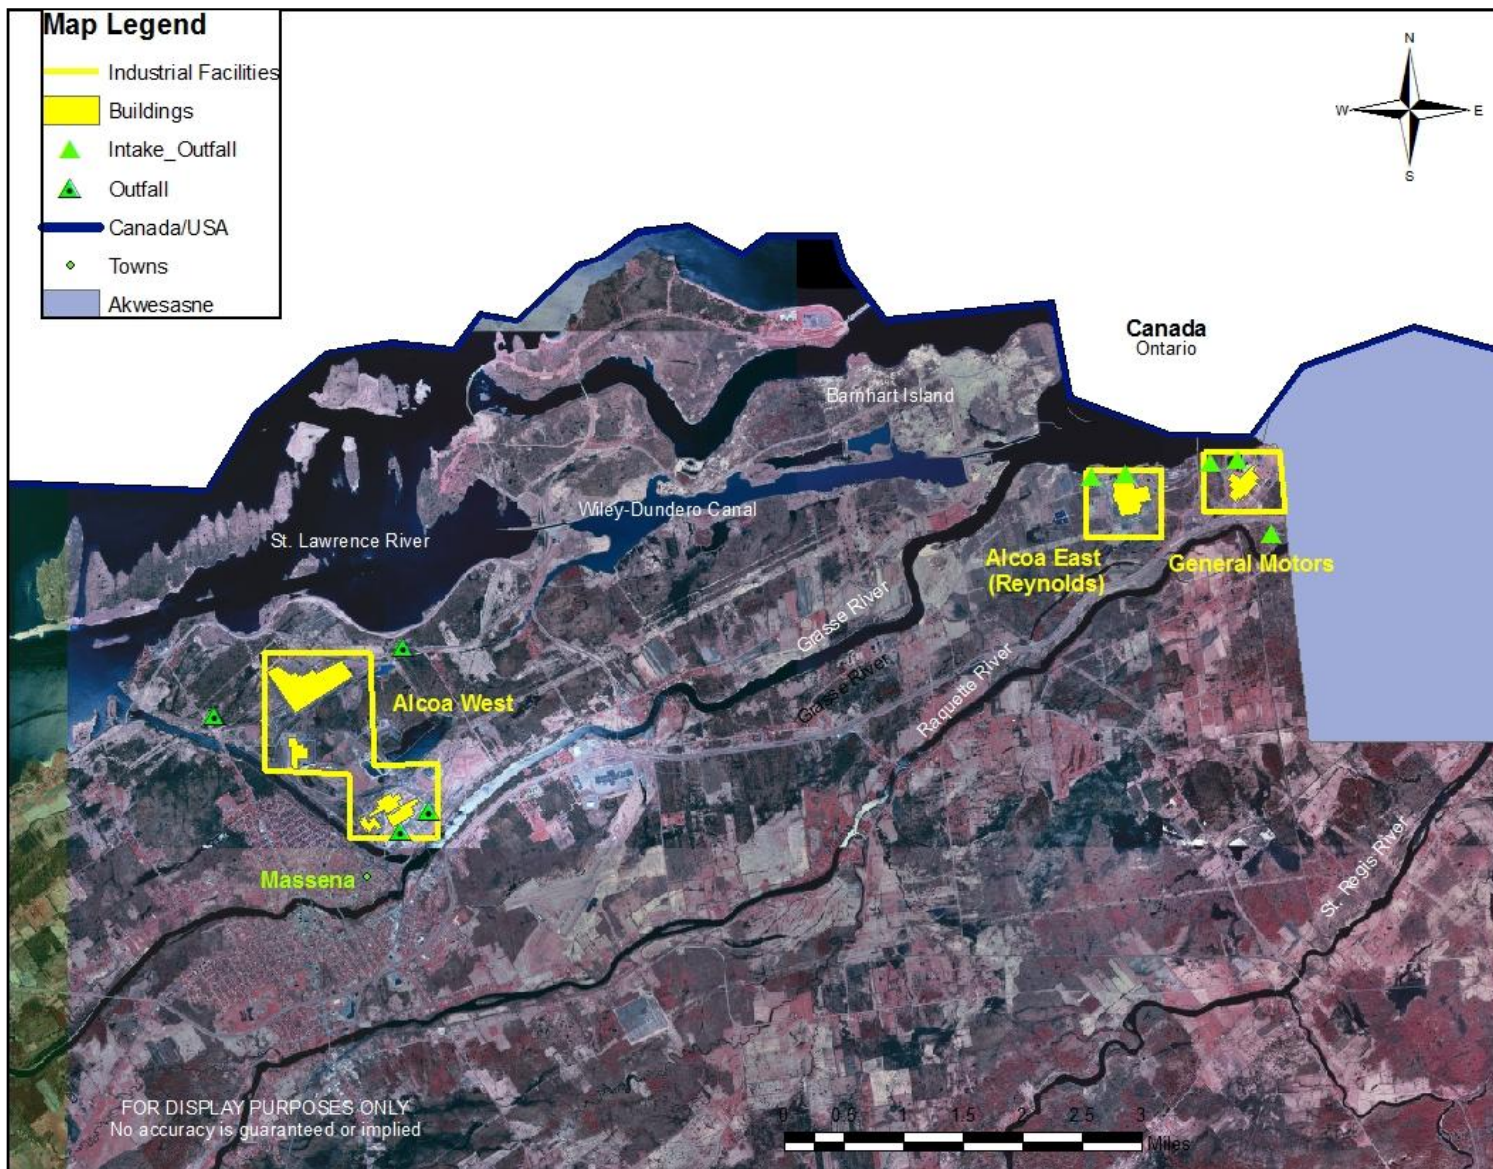 Map Legend
Industrial Facilities
Buildings
Intake_Outfall
Outfall
Canada/USA
Towns
Akwesasne
N
W
E
S
Canada
Ontario
Barnhart Island
Wiley-Dundero Canal
St. Lawrence River
Alcoa East
(Reynolds)
General Motors
Grasse River
Grasse River
Raquette River
Alcoa West
Massena
St. Regis River
FOR DISPLAY PURPOSES ONLY
No accuracy is guaranteed or implied
0 0.5 1 1.5 2 2.5 3
Miles